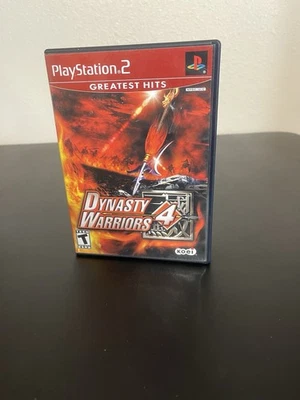 PlayStation 2
GREATEST HITS
DYNASTY
WARRIORS 4
T
KOEI